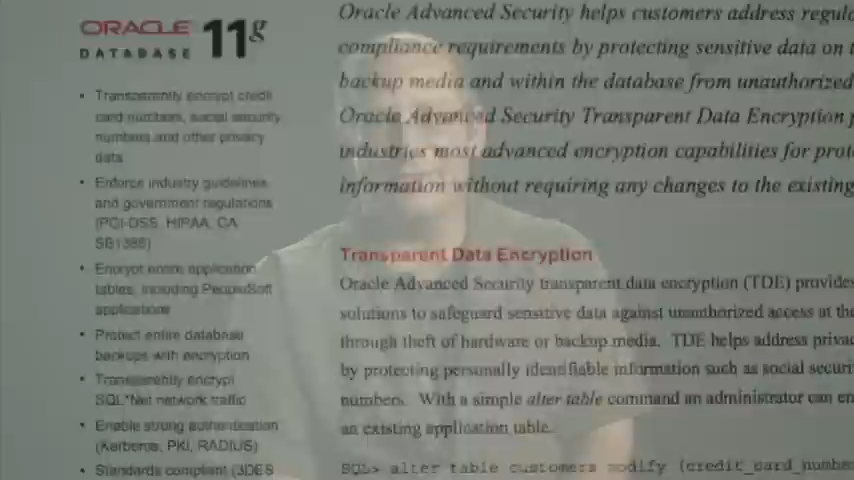 ORACLE
DATABASE 11g
• Transparently encrypt credit
card numbers, social security
numbers and other privacy
data
• Enforce industry guidelines
and government regulations
(PCI-DSS, HIPAA, CA
SB1386)
• Encrypt entire application
tables, including PeopleSoft
applications
• Protect entire database
backups with encryption
• Transparently encrypt
SQL*Net network traffic
• Enable strong authentication
(Kerberos, PKI, RADIUS)
• Standards compliant (3DES
Oracle Advanced Security helps customers address regul
compliance requirements by protecting sensitive data on t
backup media and within the database from unauthorized
Oracle Advanced Security Transparent Data Encryption p
industries most advanced encryption capabilities for prot
information without requiring any changes to the existing
Transparent Data Encryption
Oracle Advanced Security transparent data encryption (TDE) provides
solutions to safeguard sensitive data against unauthorized access at the
through theft of hardware or backup media. TDE helps address privac
by protecting personally identifiable information such as social securi
numbers. With a simple alter table command an administrator can en
an existing application table.
SQL> alter table customers modify (credit_card_numbe